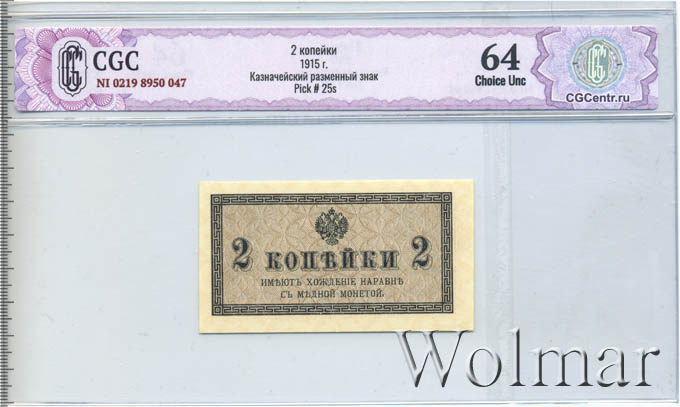 CGC
NI 0219 8950 047
2 копейки
1915 г.
Казначейский разменный знак
Pick # 25s
64
Choice Unc
CGCentr.ru
2 КОПѢЙКИ 2
ИМѢЮТЪ ХОЖДЕНІЕ НАРАВНѢ
СЪ МѢДНОЙ МОНЕТОЙ.
Wolmar